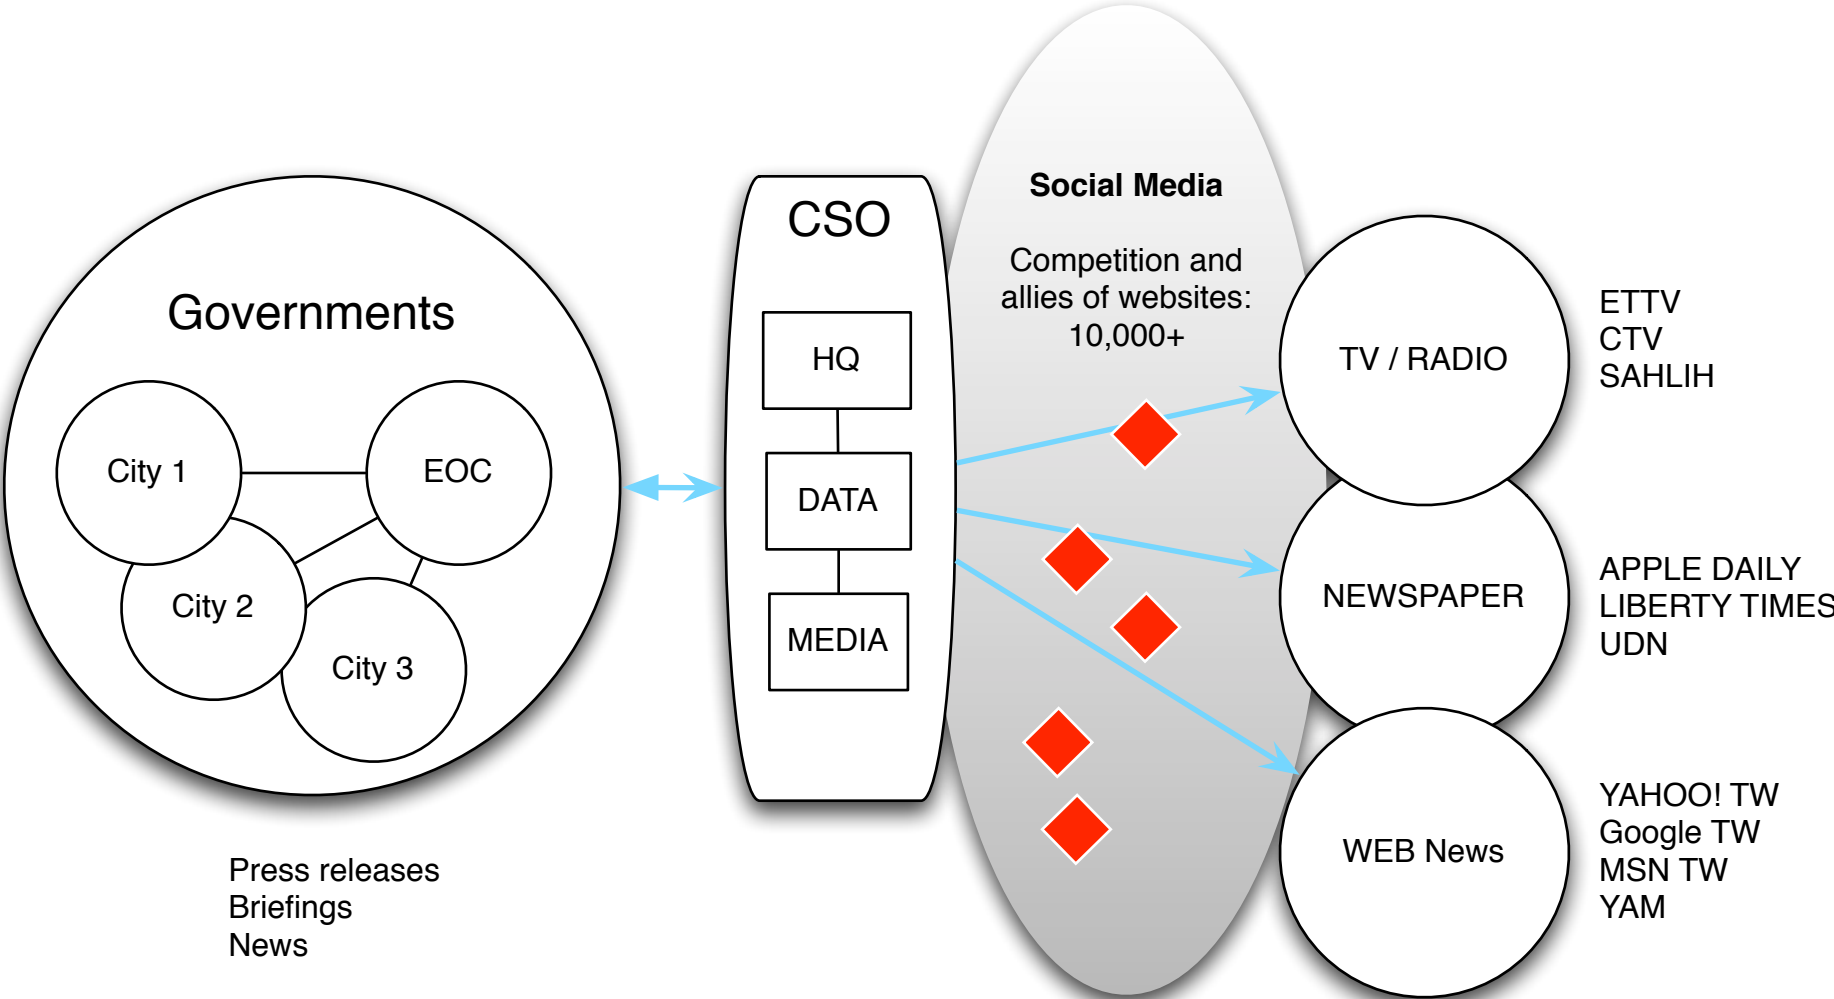 Governments
City 1
EOC
City 2
City 3
Press releases
Briefings
News
CSO
HQ
DATA
MEDIA
Social Media
Competition and
allies of websites:
10,000+
TV / RADIO
NEWSPAPER
WEB News
ETTV
CTV
SAHLIH
APPLE DAILY
LIBERTY TIMES
UDN
YAHOO! TW
Google TW
MSN TW
YAM